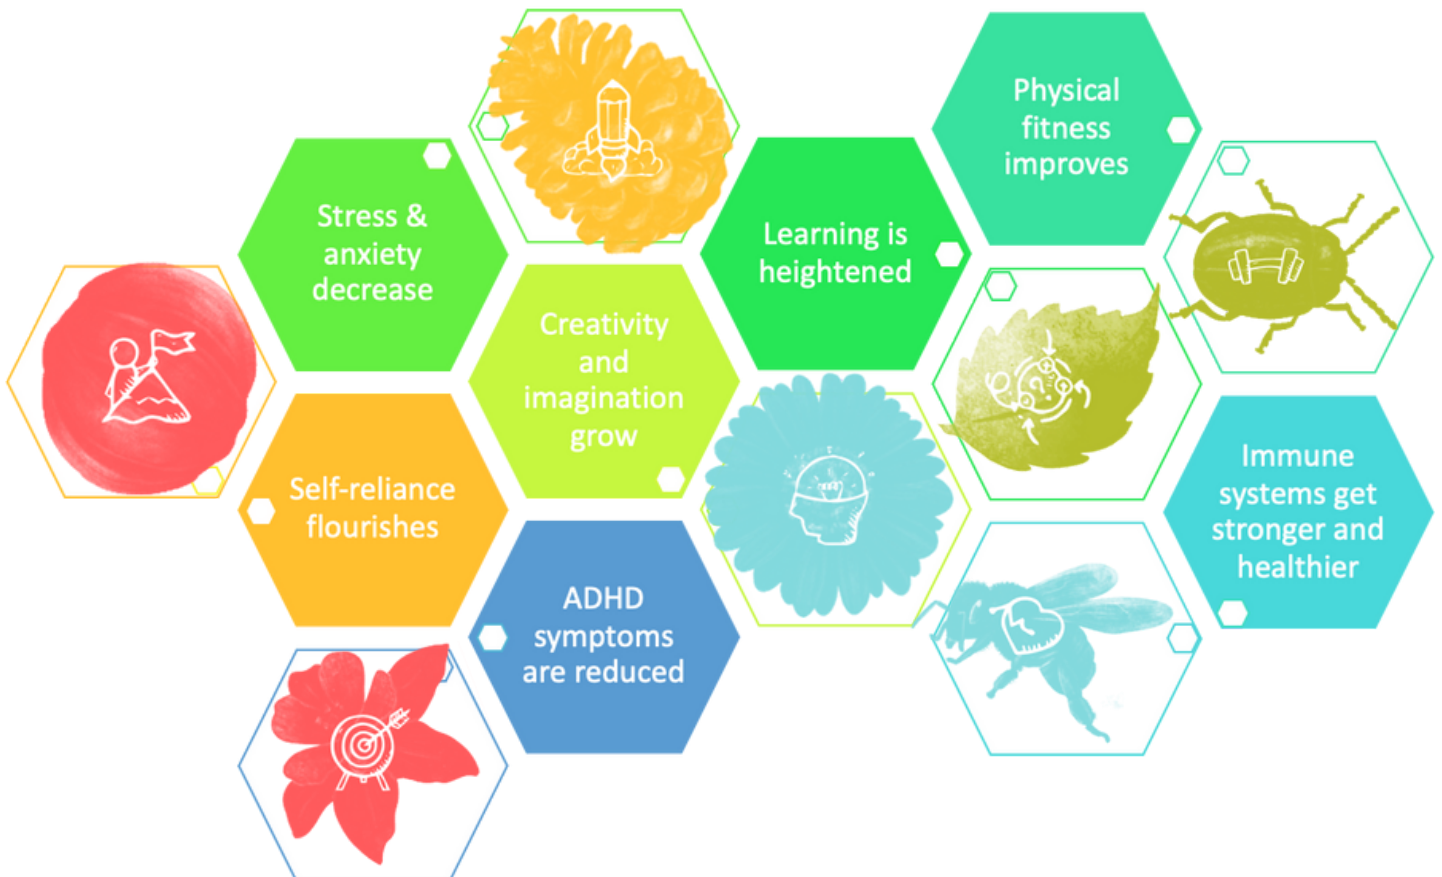 Physical
fitness
improves
Stress &
anxiety
decrease
Learning is
heightened
Creativity
and
imagination
grow
Self-reliance
flourishes
Immune
systems get
stronger and
healthier
ADHD
symptoms
are reduced